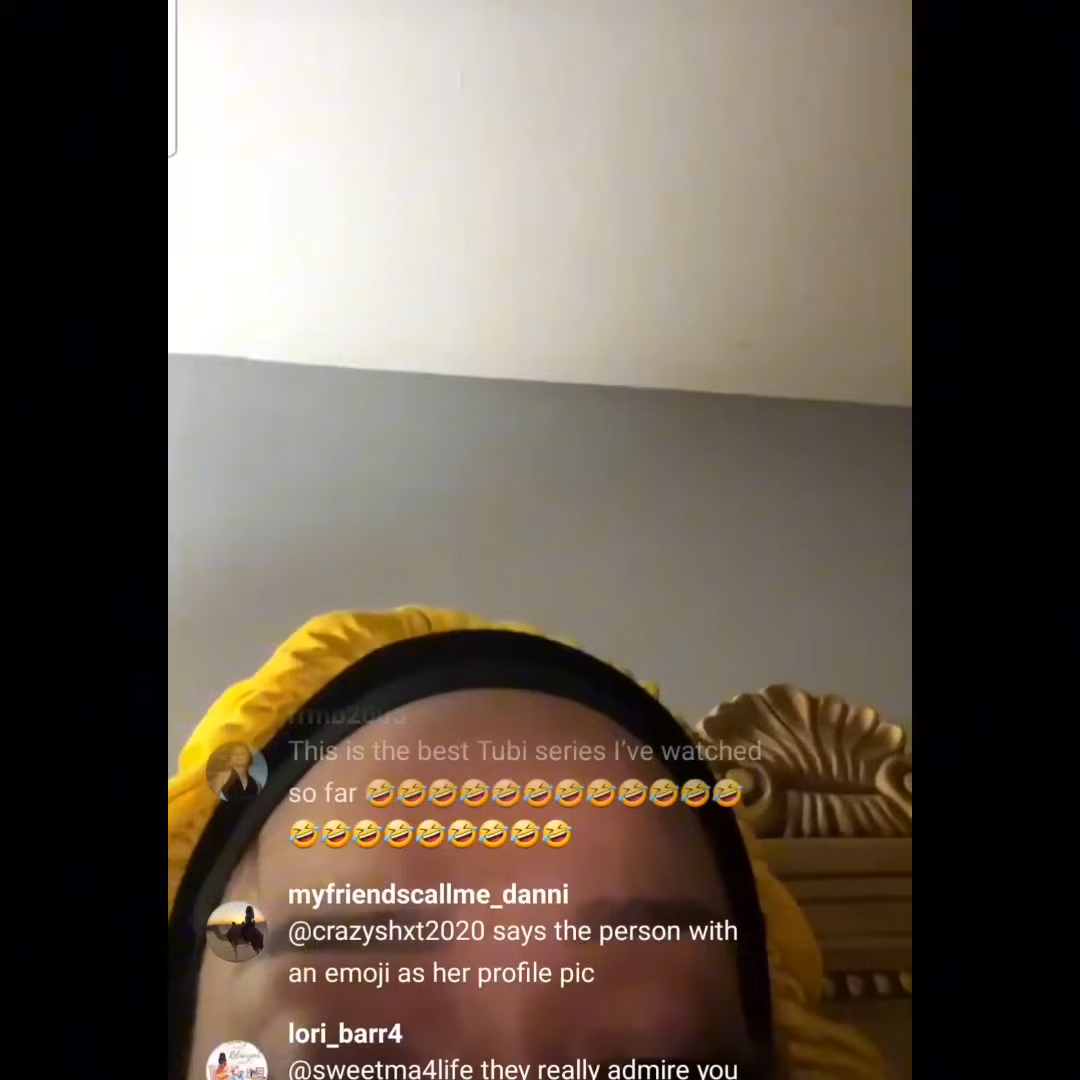 This is the best Tubi series I've watched
so far 🤣🤣🤣🤣🤣🤣🤣🤣🤣🤣🤣🤣
🤣🤣🤣🤣🤣🤣🤣🤣🤣
myfriendscallme_danni
@crazyshxt2020 says the person with
an emoji as her profile pic
lori_barr4
@sweetma4life they really admire you